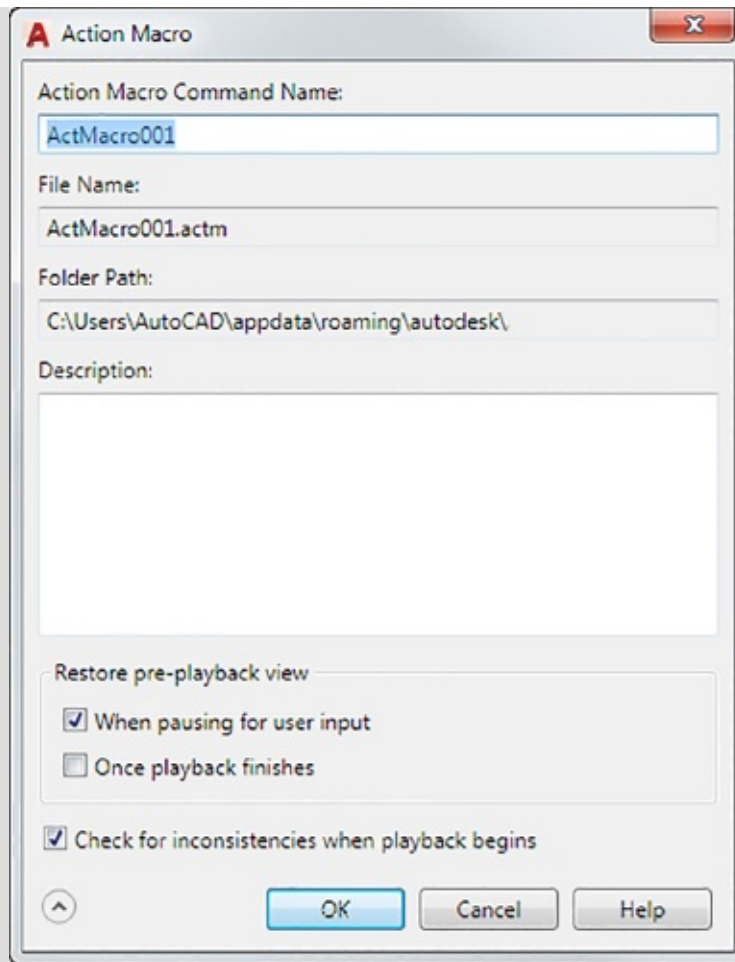 Action Macro
Action Macro Command Name:
ActMacro001
File Name:
ActMacro001.actm
Folder Path:
C:\Users\AutoCAD\appdata\roaming\autodesk\
Description:
Restore pre-playback view
When pausing for user input
Once playback finishes
Check for inconsistencies when playback begins
OK Cancel Help